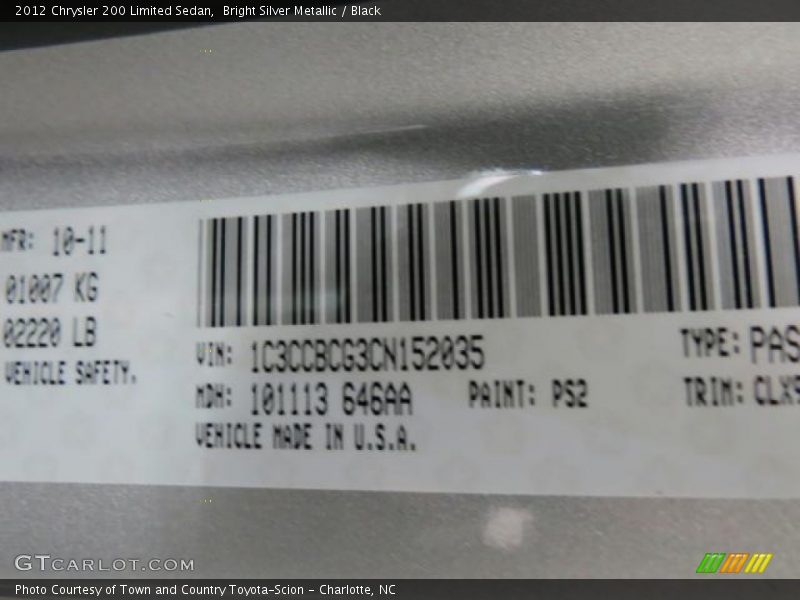 2012 Chrysler 200 Limited Sedan, Bright Silver Metallic / Black
MFR: 10-11
01007 KG
02220 LB
VEHICLE SAFETY.
VIN: 1C3CCBCG3CN152035
TYPE: PAS
MDH: 101113 646AA
PAINT: PS2
TRIM: CLX9
VEHICLE MADE IN U.S.A.
GTCARLOT.COM
Photo Courtesy of Town and Country Toyota-Scion - Charlotte, NC